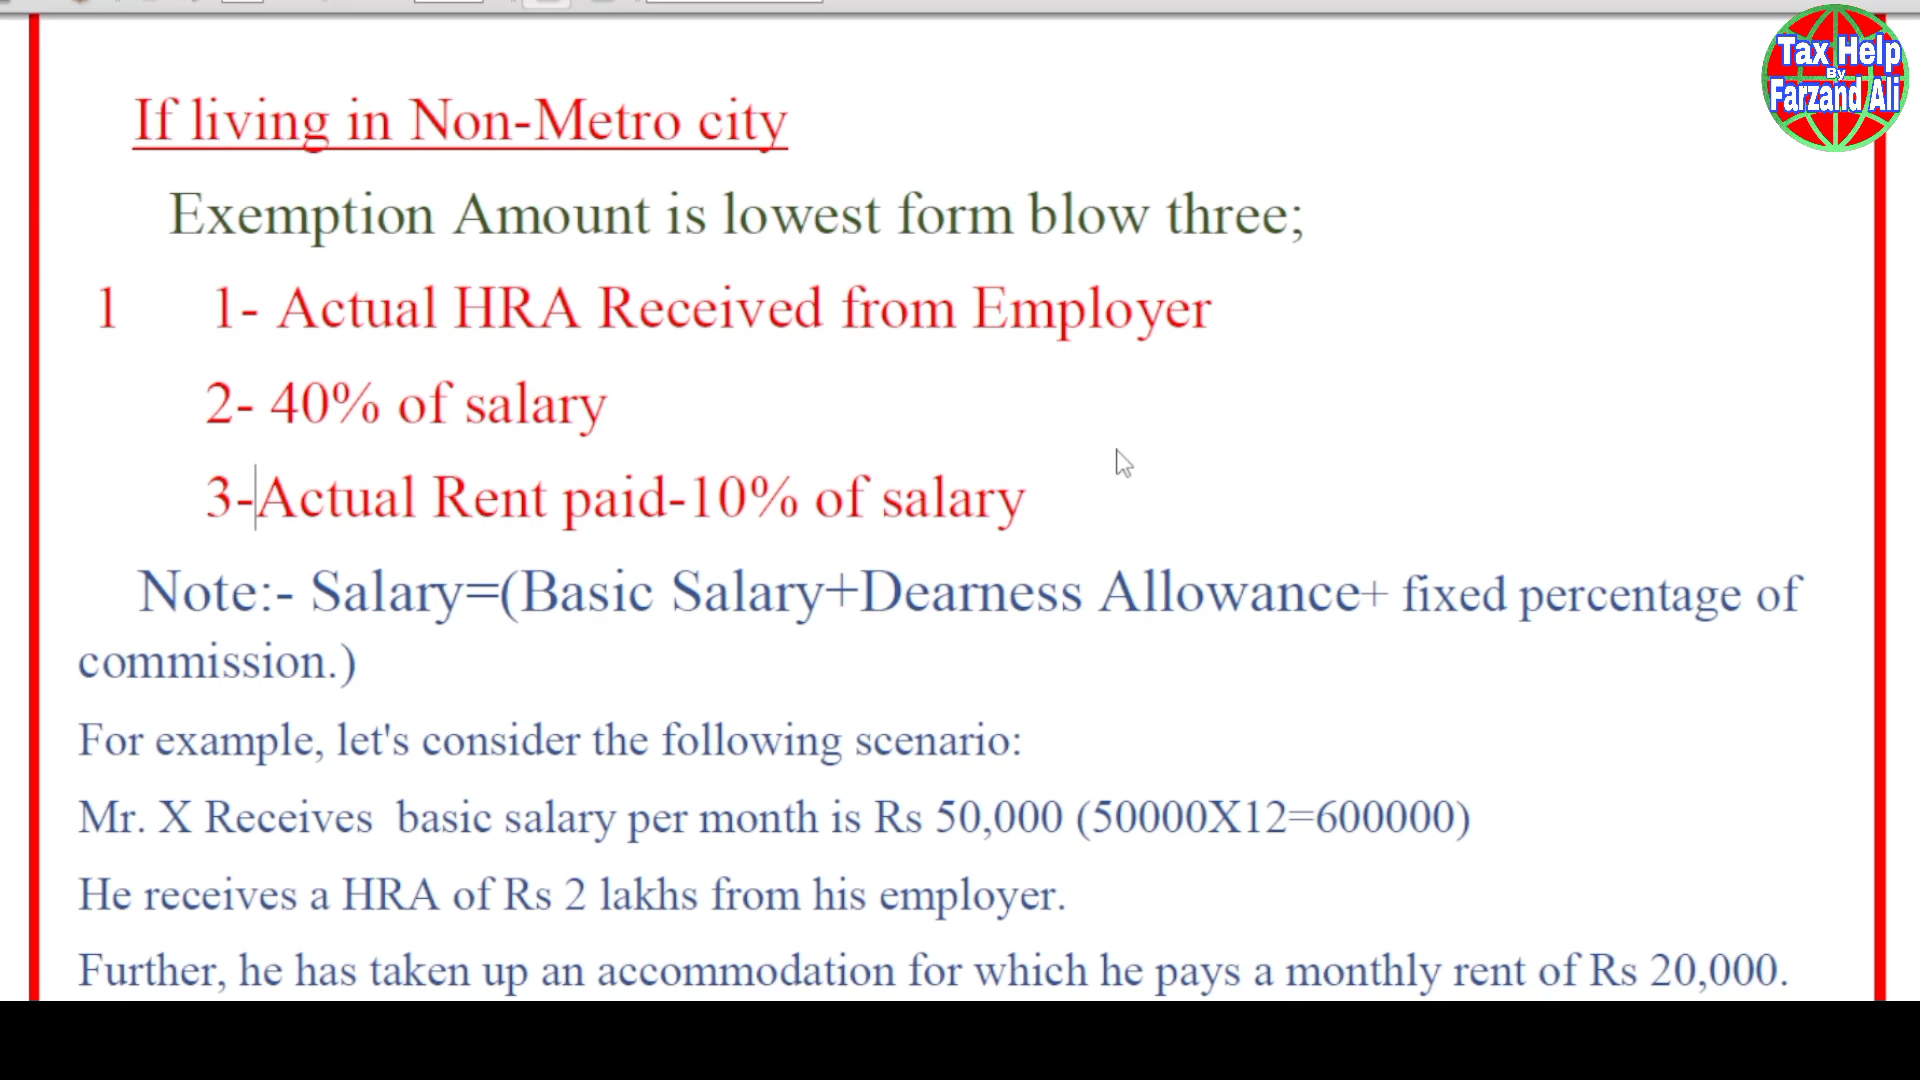 Tax Help
By
Farzand Ali
If living in Non-Metro city
Exemption Amount is lowest form blow three;
1 1- Actual HRA Received from Employer
2- 40% of salary
3-Actual Rent paid-10% of salary
Note:- Salary=(Basic Salary+Dearness Allowance+ fixed percentage of
commission.)
For example, let's consider the following scenario:
Mr. X Receives basic salary per month is Rs 50,000 (50000X12=600000)
He receives a HRA of Rs 2 lakhs from his employer.
Further, he has taken up an accommodation for which he pays a monthly rent of Rs 20,000.